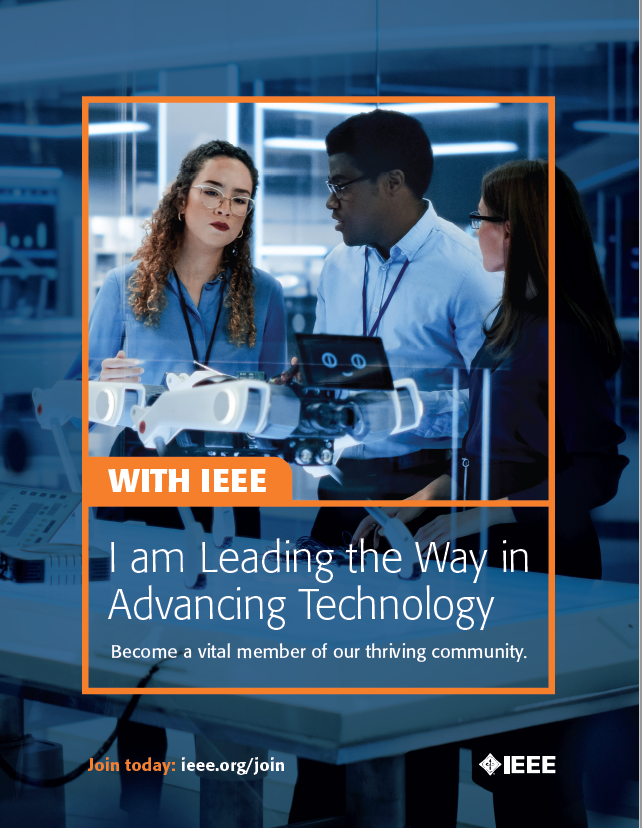 WITH IEEE
I am Leading the Way in
Advancing Technology
Become a vital member of our thriving community.
Join today: ieee.org/join
IEEE